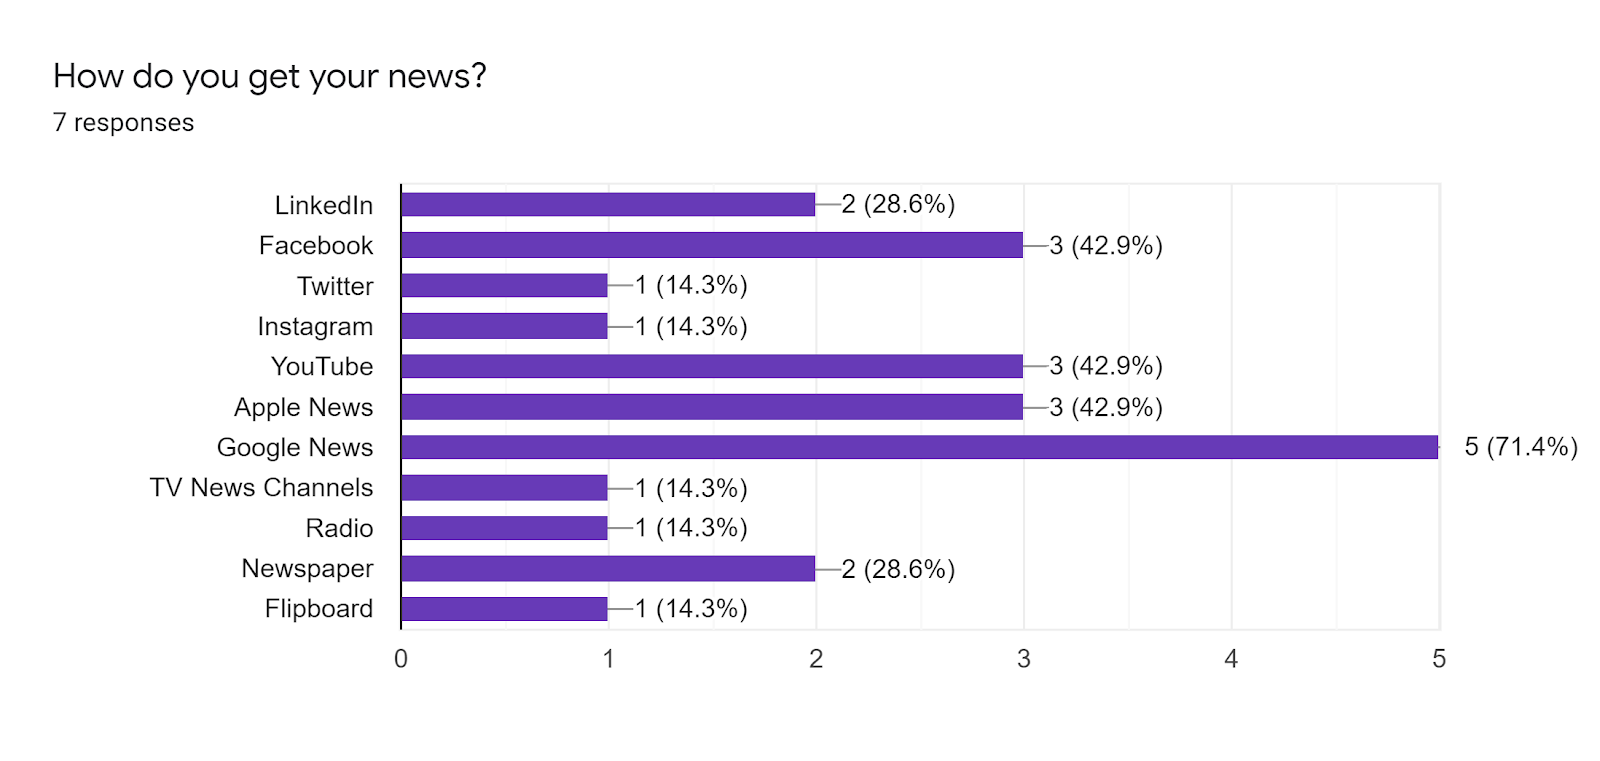 How do you get your news?
7 responses
LinkedIn 2 (28.6%)
Facebook 3 (42.9%)
Twitter 1 (14.3%)
Instagram 1 (14.3%)
YouTube 3 (42.9%)
Apple News 3 (42.9%)
Google News 5 (71.4%)
TV News Channels 1 (14.3%)
Radio 1 (14.3%)
Newspaper 2 (28.6%)
Flipboard 1 (14.3%)
0 1 2 3 4 5